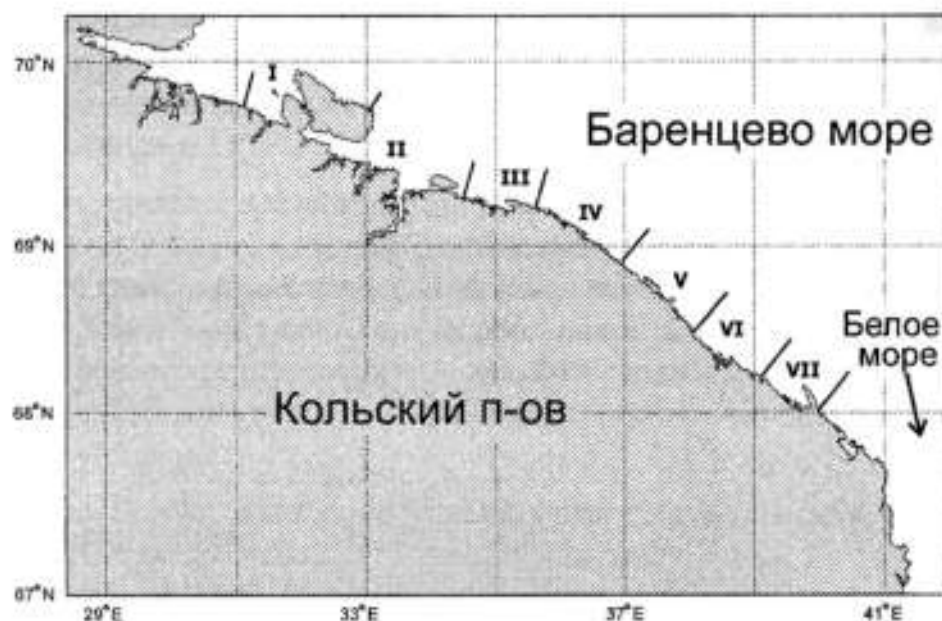 70°N
I
Баренцево море
II
III
IV
69°N
V
VI
Белое
море
VII
Кольский п-ов
68°N
67°N
29°E
33°E
37°E
41°E